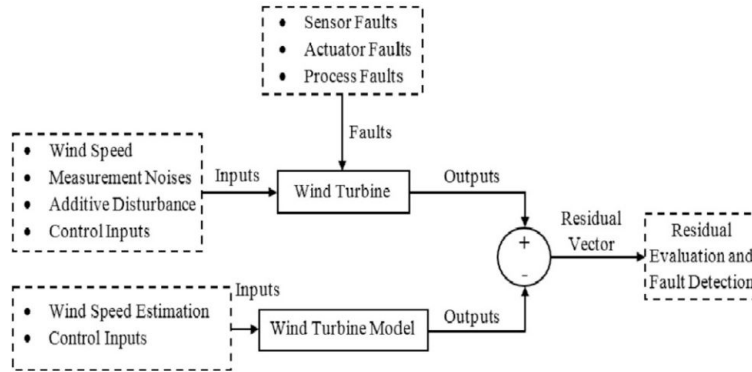 • Sensor Faults
• Actuator Faults
• Process Faults
Faults
• Wind Speed
• Measurement Noises
• Additive Disturbance
• Control Inputs
Inputs
Wind Turbine
Outputs
+
-
Residual
Vector
Residual
Evaluation and
Fault Detection
• Wind Speed Estimation
• Control Inputs
Inputs
Wind Turbine Model
Outputs